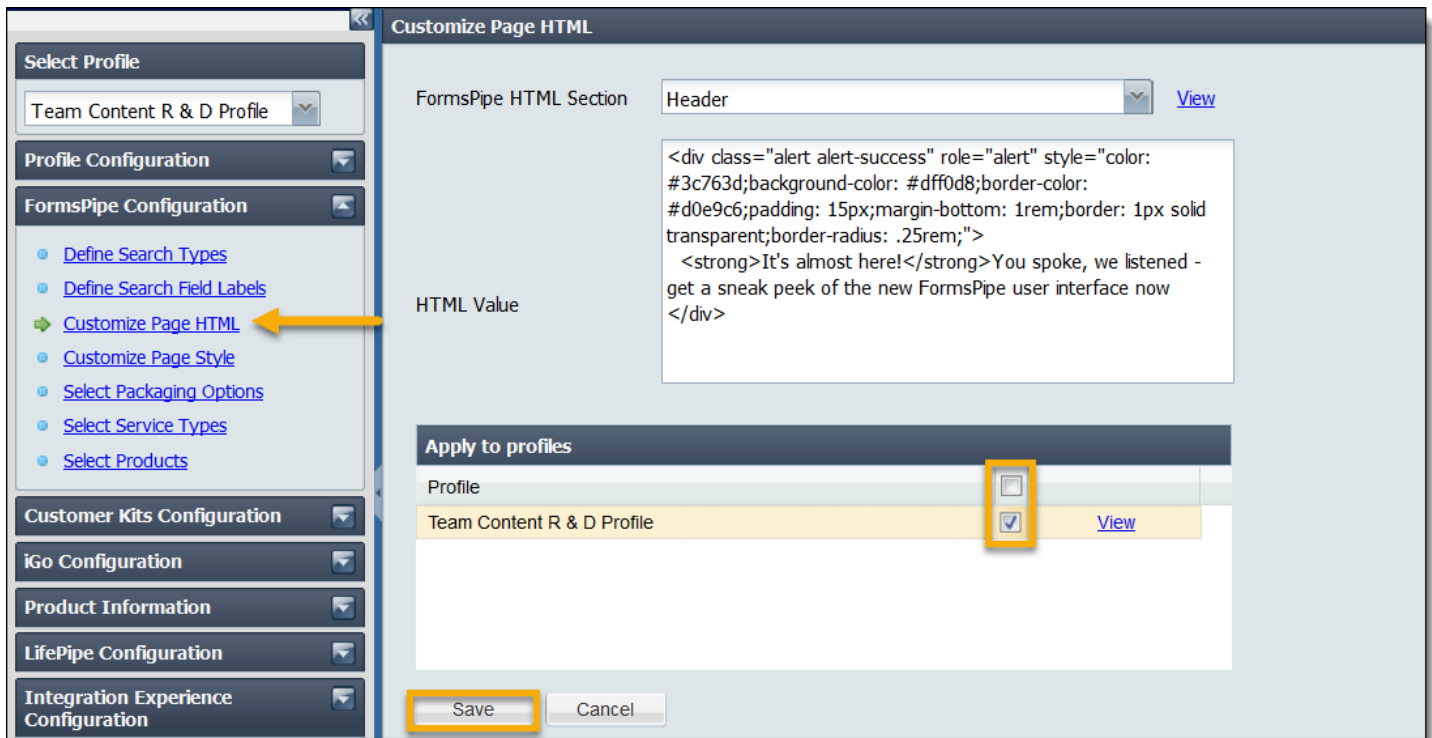 Select Profile
Team Content R & D Profile
Profile Configuration
FormsPipe Configuration
Define Search Types
Define Search Field Labels
Customize Page HTML
Customize Page Style
Select Packaging Options
Select Service Types
Select Products
Customer Kits Configuration
iGo Configuration
Product Information
LifePipe Configuration
Integration Experience
Configuration
Customize Page HTML
FormsPipe HTML Section
Header
View
HTML Value
<div class="alert alert-success" role="alert" style="color:
#3c763d;background-color: #dff0d8;border-color:
#d0e9c6;padding: 15px;margin-bottom: 1rem;border: 1px solid
transparent;border-radius: .25rem;">
<strong>It's almost here!</strong>You spoke, we listened -
get a sneak peek of the new FormsPipe user interface now
</div>
Apply to profiles
Profile
Team Content R & D Profile
View
Save
Cancel